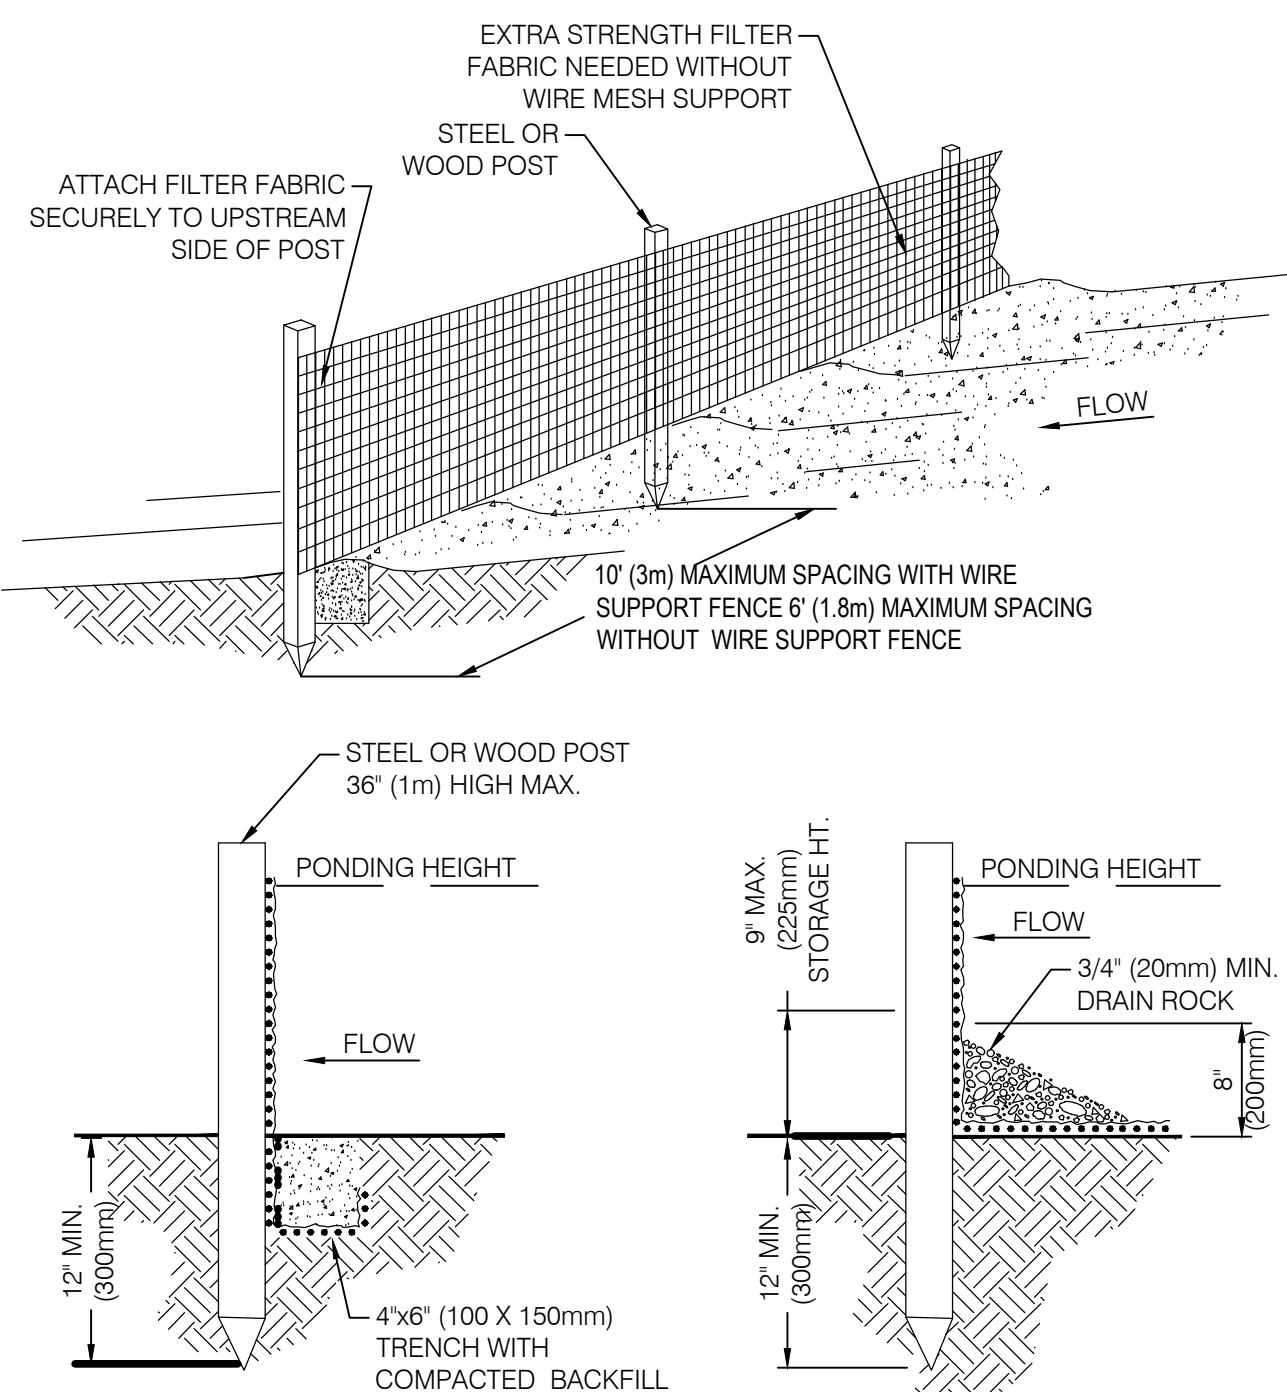 EXTRA STRENGTH FILTER
FABRIC NEEDED WITHOUT
WIRE MESH SUPPORT
STEEL OR
WOOD POST
ATTACH FILTER FABRIC
SECURELY TO UPSTREAM
SIDE OF POST
FLOW
10' (3m) MAXIMUM SPACING WITH WIRE
SUPPORT FENCE 6' (1.8m) MAXIMUM SPACING
WITHOUT WIRE SUPPORT FENCE
STEEL OR WOOD POST
36" (1m) HIGH MAX.
PONDING HEIGHT
FLOW
12" MIN.
(300mm)
4"x6" (100 X 150mm)
TRENCH WITH
COMPACTED BACKFILL
9" MAX.
(225mm)
STORAGE HT.
PONDING HEIGHT
FLOW
3/4" (20mm) MIN.
DRAIN ROCK
8"
(200mm)
12" MIN.
(300mm)